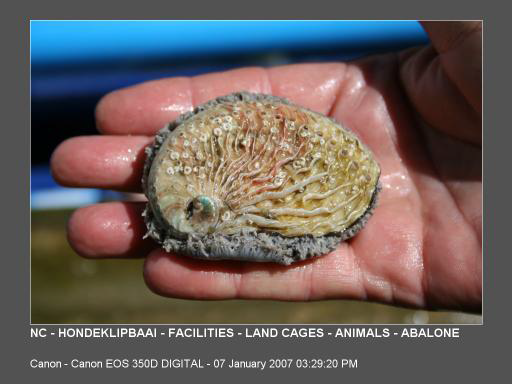 NC - HONDEKLIPBAAI - FACILITIES - LAND CAGES - ANIMALS - ABALONE
Canon - Canon EOS 350D DIGITAL - 07 January 2007 03:29:20 PM